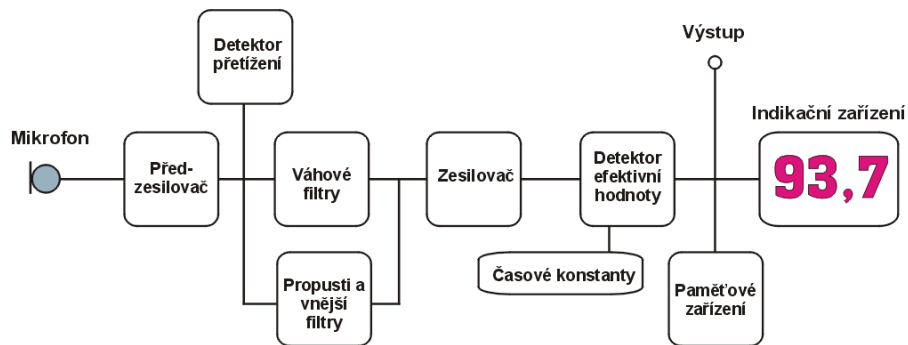 Detektor
přetížení
Výstup
Indikační zařízení
Mikrofon
Před-
zesilovač
Váhové
filtry
Zesilovač
Detektor
efektivní
hodnoty
93,7
Propusti a
vnější
filtry
Časové konstanty
Paměťové
zařízení